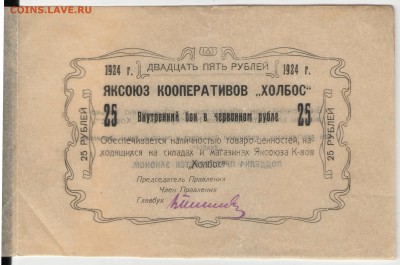 COINS.LAVE.RU
1924 г. ДВАДЦАТЬ ПЯТЬ РУБЛЕЙ 1924 г.
ЯКСОЮЗ КООПЕРАТИВОВ „ХОЛБОС“
25 Внутренний бон в червонном рубле 25
Обеспечивается наличностью товаро-ценностей, на-
ходящихся на складах и магазинах Яксоюза К-вов
„Холбос“
Председатель Правления
Член Правления
Главбух
25 РУБЛЕЙ
25 РУБЛЕЙ